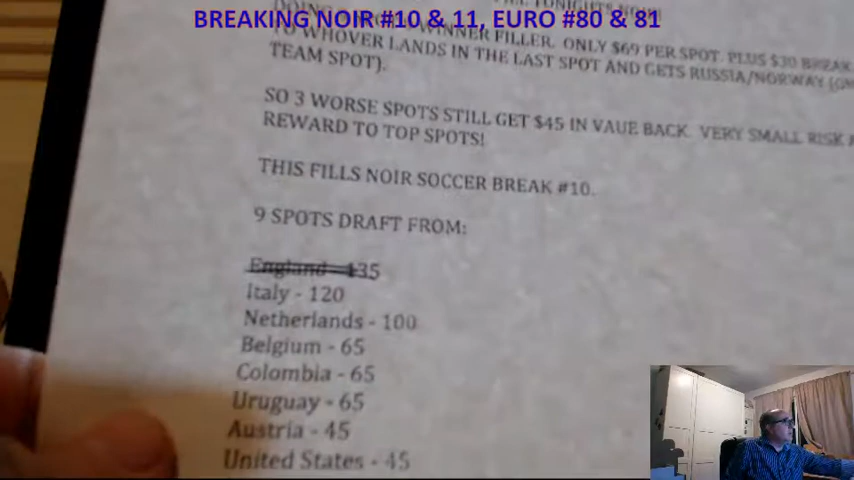 BREAKING NOIR #10 & 11, EURO #80 & 81
WINNER FILLER. ONLY $69 PER SPOT. PLUS $30 BREAK
TO WHOVER LANDS IN THE LAST SPOT AND GETS RUSSIA/NORWAY
TEAM SPOT).
SO 3 WORSE SPOTS STILL GET $45 IN VAUE BACK. VERY SMALL RISK
REWARD TO TOP SPOTS!
THIS FILLS NOIR SOCCER BREAK #10.
9 SPOTS DRAFT FROM:
England - 135
Italy - 120
Netherlands - 100
Belgium - 65
Colombia - 65
Uruguay - 65
Austria - 45
United States - 45